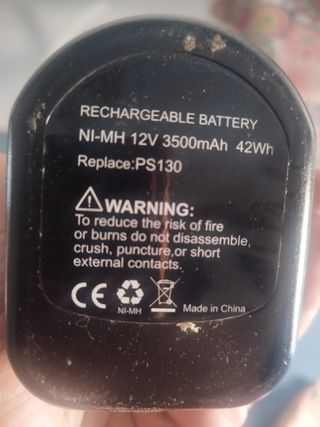 RECHARGEABLE BATTERY
NI-MH 12V 3500mAh 42Wh
Replace:PS130
WARNING:
To reduce the risk of fire
or burns do not disassemble,
crush, puncture,or short
external contacts.
CE
NI-MH
Made in China